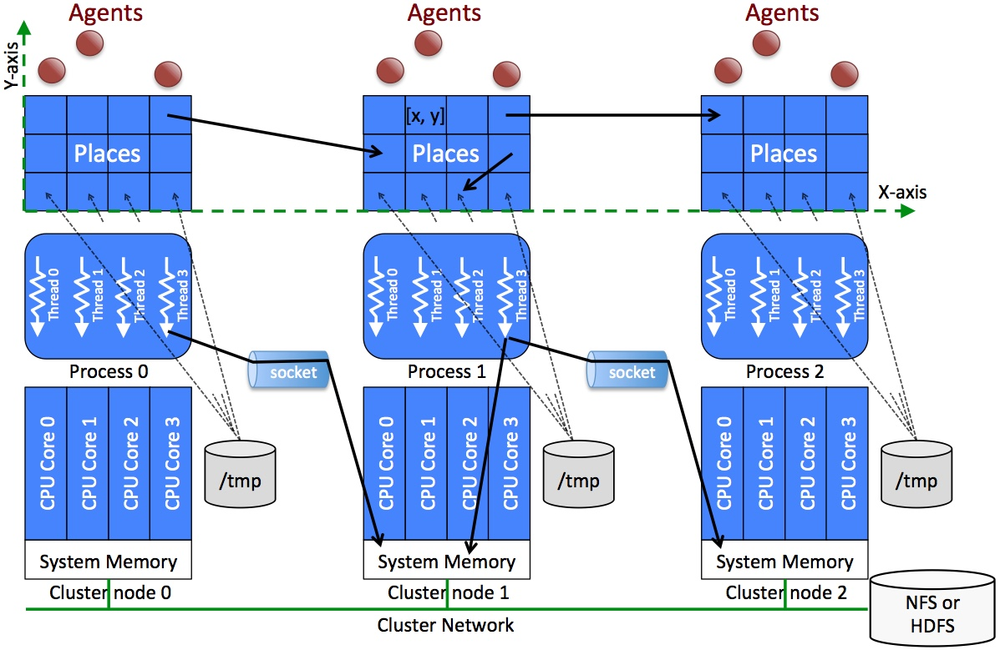 Agents Agents Agents
Y-axis
[x, y]
Places Places Places
X-axis
Thread 0 Thread 1 Thread 2 Thread 3
Thread 0 Thread 1 Thread 2 Thread 3
Thread 0 Thread 1 Thread 2 Thread 3
Process 0 socket Process 1 socket Process 2
CPU Core 0 CPU Core 1 CPU Core 2 CPU Core 3
/tmp
CPU Core 0 CPU Core 1 CPU Core 2 CPU Core 3
/tmp
CPU Core 0 CPU Core 1 CPU Core 2 CPU Core 3
/tmp
System Memory System Memory System Memory
Cluster node 0 Cluster node 1 Cluster node 2
Cluster Network
NFS or
HDFS